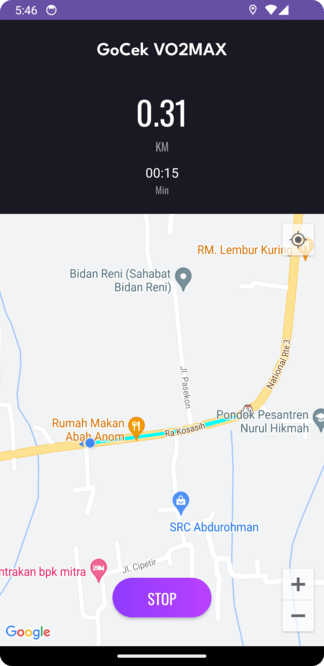 5:46
GoCek VO2MAX
0.31
KM
00:15
Min
RM. Lembur Kuring
Bidan Reni (Sahabat
Bidan Reni)
National Rte 3
Jl. Pasekon
Pondok Pesantren
Nurul Hikmah
Rumah Makan
Abah Anom
Ra Kosasih
SRC Abdurohman
Jl. Cipetir
ntrakan bpk mitra
STOP
+
−
Google